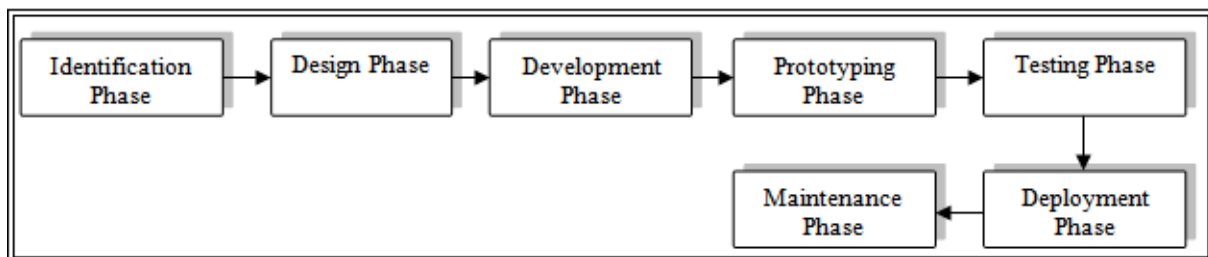 Identification
Phase
Design Phase
Development
Phase
Prototyping
Phase
Testing Phase
Deployment
Phase
Maintenance
Phase